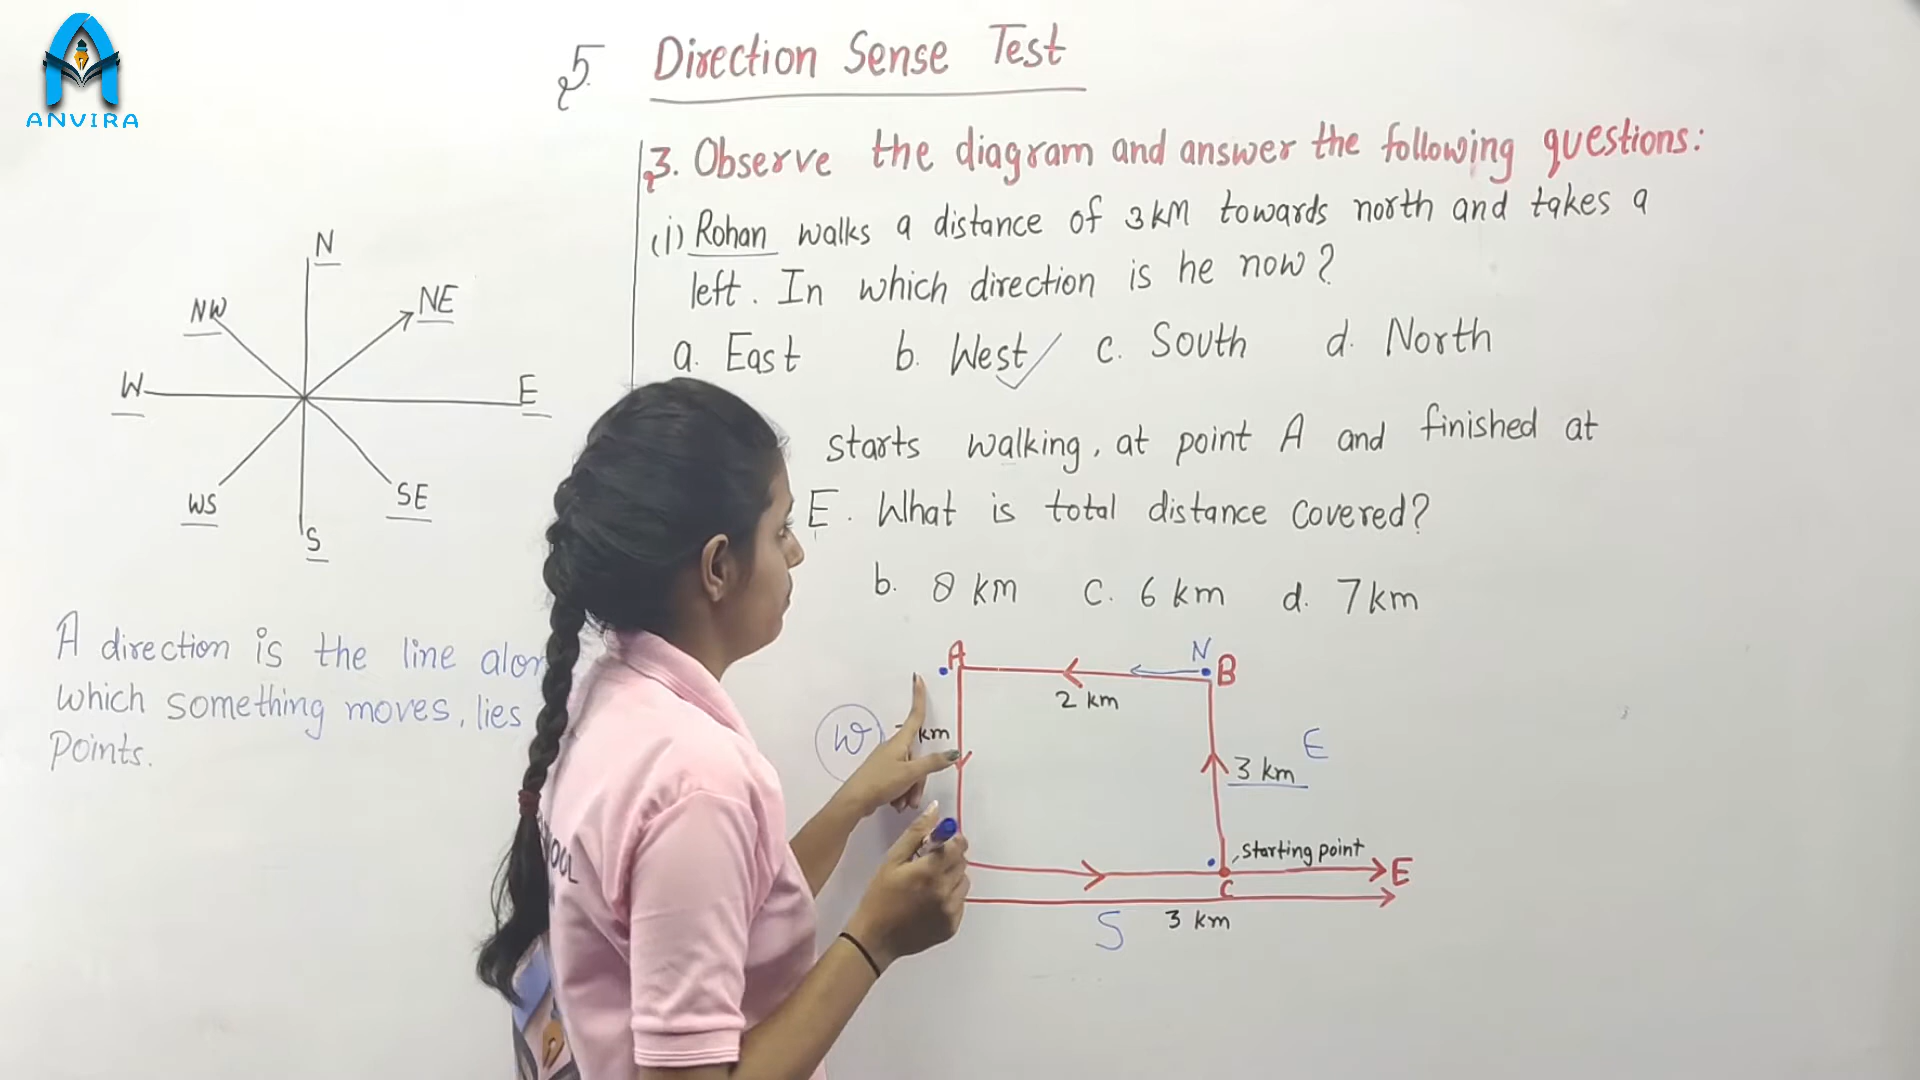 ANVIRA
5. Direction Sense Test
3. Observe the diagram and answer the following questions:
(i) Rohan walks a distance of 3 KM towards north and takes a
left. In which direction is he now?
a. East b. West c. South d. North
starts walking, at point A and finished at
E. What is total distance covered?
b. 8 km c. 6 km d. 7 km
N
NW
NE
W
E
WS
SE
S
A direction is the line
which something moves, lies
points.
A
N
B
2 km
W
km
E
3 km
starting point
E
C
S
3 km